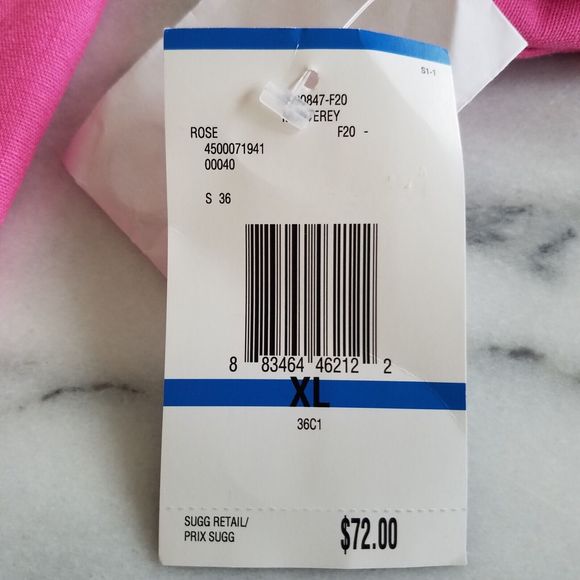 S1-1
0847-F20
EREY
ROSE F20 -
4500071941
00040
S 36
8 83464 46212 2
XL
36C1
SUGG RETAIL/
PRIX SUGG
$72.00